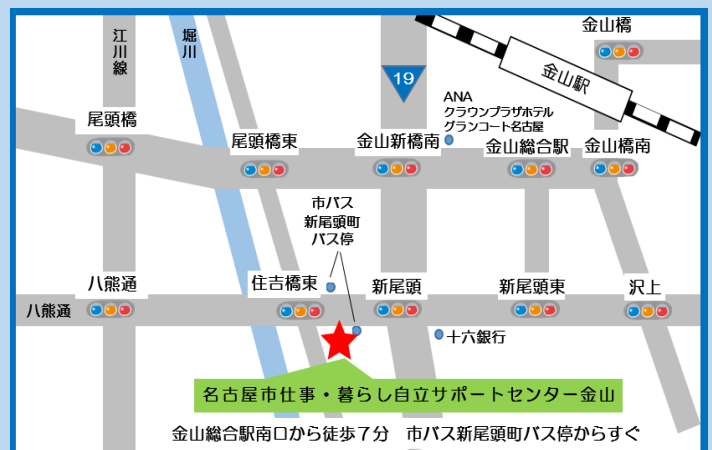 江川線
堀川
金山橋
19
金山駅
ANA
クラウンプラザホテル
グランコート名古屋
尾頭橋
尾頭橋東
金山新橋南
金山総合駅
金山橋南
市バス
新尾頭町
バス停
八熊通
住吉橋東
新尾頭
新尾頭東
沢上
八熊通
十六銀行
名古屋市仕事・暮らし自立サポートセンター金山
金山総合駅南口から徒歩7分 市バス新尾頭町バス停からすぐ